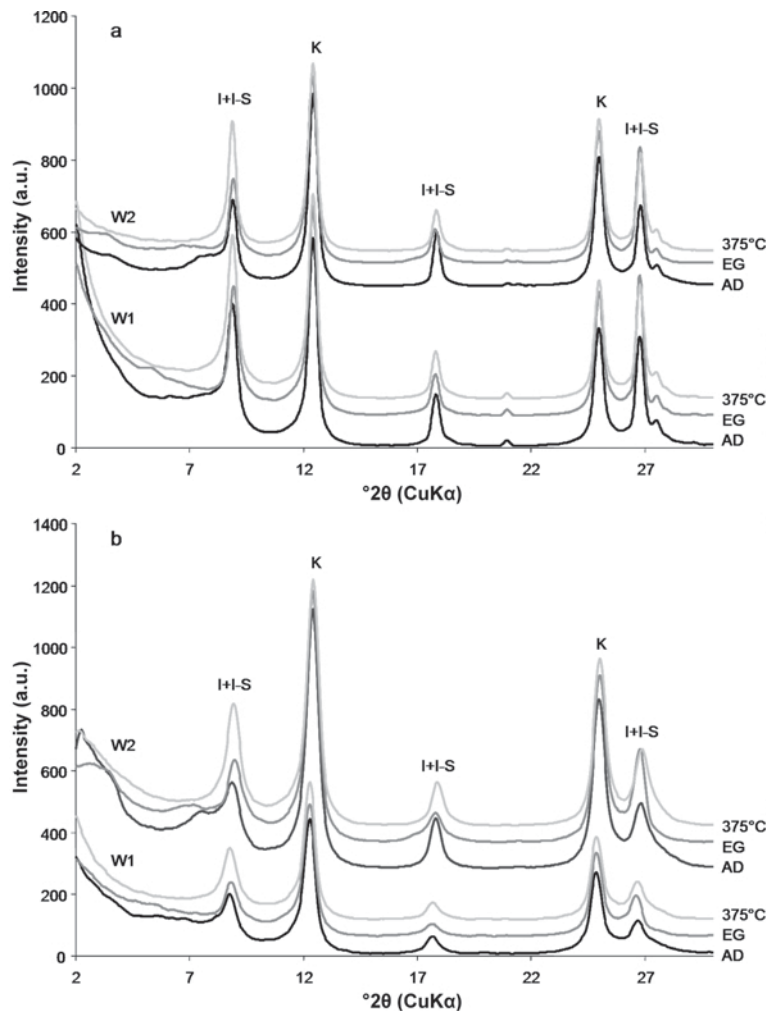 a
1200
1000
800
600
400
200
0
Intensity (a.u.)
I+I-S
K
I+I-S
K
I+I-S
W2
W1
375°C
EG
AD
375°C
EG
AD
2
7
12
17
22
27
°2θ (CuKα)
b
1400
1200
1000
800
600
400
200
0
Intensity (a.u.)
I+I-S
K
I+I-S
K
I+I-S
W2
W1
375°C
EG
AD
375°C
EG
AD
2
7
12
17
22
27
°2θ (CuKα)